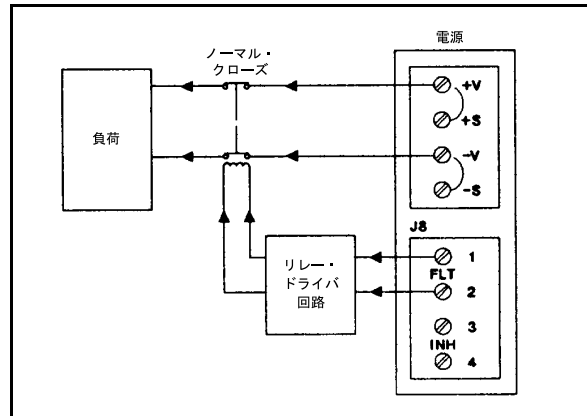 電源
ノーマル・
クローズ
負荷
+V
+S
-V
-S
J8
リレー・
ドライバ
回路
1
FLT
2
3
INH
4